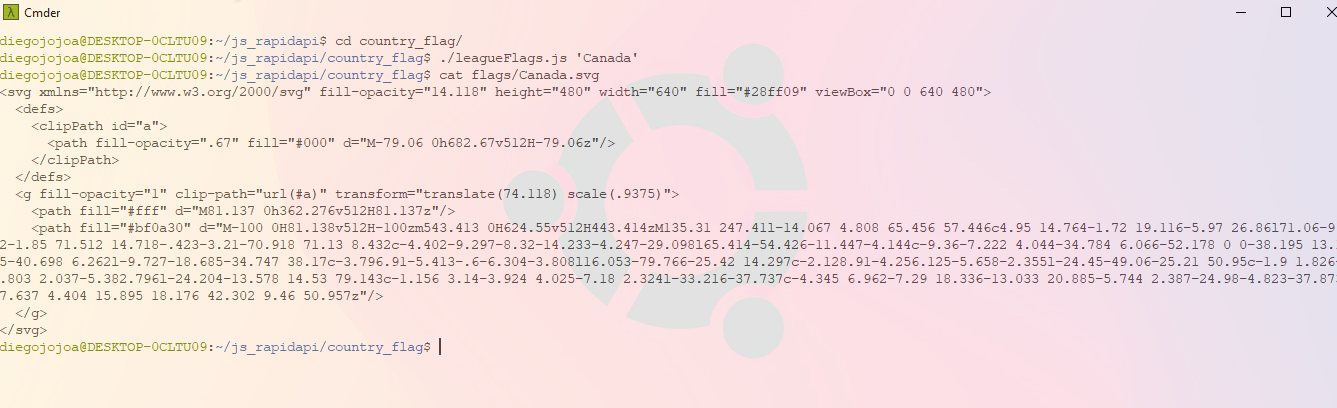 λ Cmder
diegojojoa@DESKTOP-0CLTU09:~/js_rapidapi$ cd country_flag/
diegojojoa@DESKTOP-0CLTU09:~/js_rapidapi/country_flag$ ./leagueFlags.js 'Canada'
diegojojoa@DESKTOP-0CLTU09:~/js_rapidapi/country_flag$ cat flags/Canada.svg
<svg xmlns="http://www.w3.org/2000/svg" fill-opacity="14.118" height="480" width="640" fill="#28ff09" viewBox="0 0 640 480">
  <defs>
    <clipPath id="a">
      <path fill-opacity=".67" fill="#000" d="M-79.06 0h682.67v512H-79.06z"/>
    </clipPath>
  </defs>
  <g fill-opacity="1" clip-path="url(#a)" transform="translate(74.118) scale(.9375)">
    <path fill="#fff" d="M81.137 0h362.276v512H81.137z"/>
    <path fill="#bf0a30" d="M-100 0H81.138v512H-100zm543.413 0H624.55v512H443.414zM135.31 247.411-14.067 4.808 65.456 57.446c4.95 14.764-1.72 19.116-5.97 26.86171.06-9
2-1.85 71.512 14.718-.423-3.21-70.918 71.13 8.432c-4.402-9.297-8.32-14.233-4.247-29.098165.414-54.426-11.447-4.144c-9.36-7.222 4.044-34.784 6.066-52.178 0 0-38.195 13.
5-40.698 6.2621-9.727-18.685-34.747 38.17c-3.796.91-5.413-.6-6.304-3.808116.053-79.766-25.42 14.297c-2.128.91-4.256.125-5.658-2.3551-24.45-49.06-25.21 50.95c-1.9 1.826
.803 2.037-5.382.796l-24.204-13.578 14.53 79.143c-1.156 3.14-3.924 4.025-7.18 2.3241-33.216-37.737c-4.345 6.962-7.29 18.336-13.033 20.885-5.744 2.387-24.98-4.823-37.87
7.637 4.404 15.895 18.176 42.302 9.46 50.957z"/>
  </g>
</svg>
diegojojoa@DESKTOP-0CLTU09:~/js_rapidapi/country_flag$